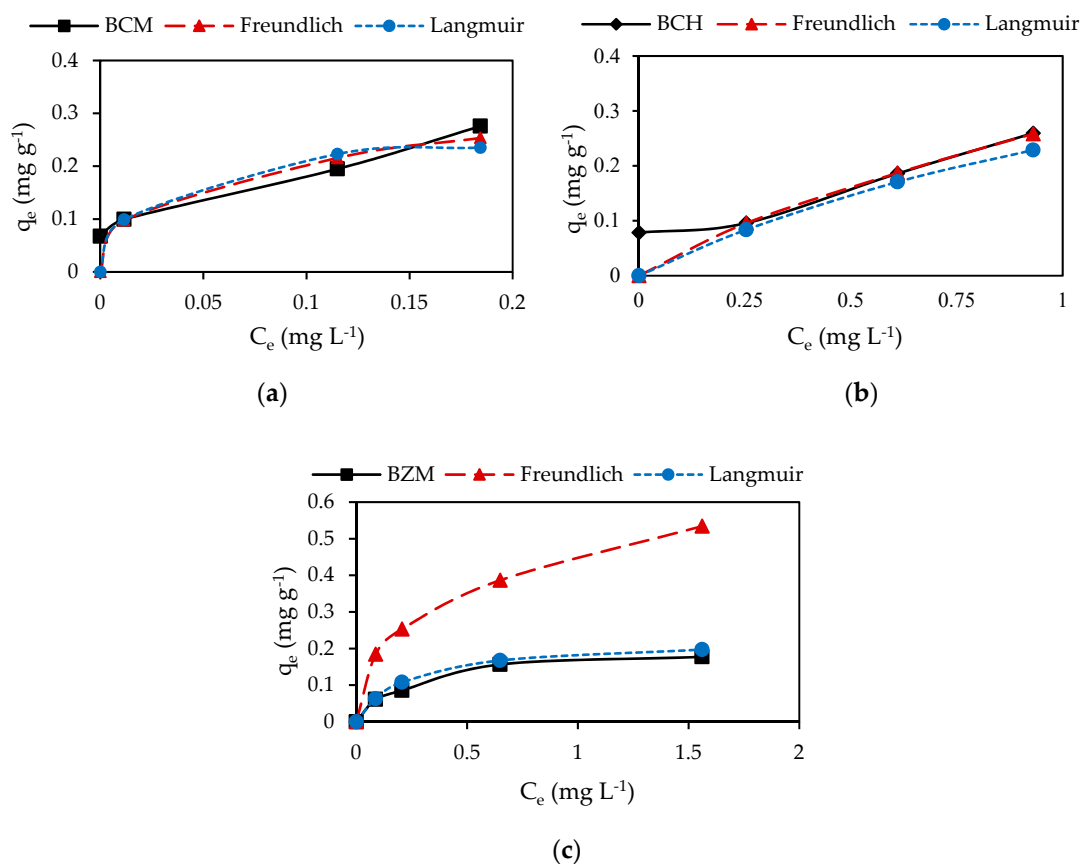 BCM Freundlich Langmuir
0.4
0.3
0.2
0.1
0
0 0.05 0.1 0.15 0.2
qₑ (mg g⁻¹)
Cₑ (mg L⁻¹)
(a)
BCH Freundlich Langmuir
0.4
0.3
0.2
0.1
0
0 0.25 0.5 0.75 1
qₑ (mg g⁻¹)
Cₑ (mg L⁻¹)
(b)
BZM Freundlich Langmuir
0.6
0.5
0.4
0.3
0.2
0.1
0
0 0.5 1 1.5 2
qₑ (mg g⁻¹)
Cₑ (mg L⁻¹)
(c)